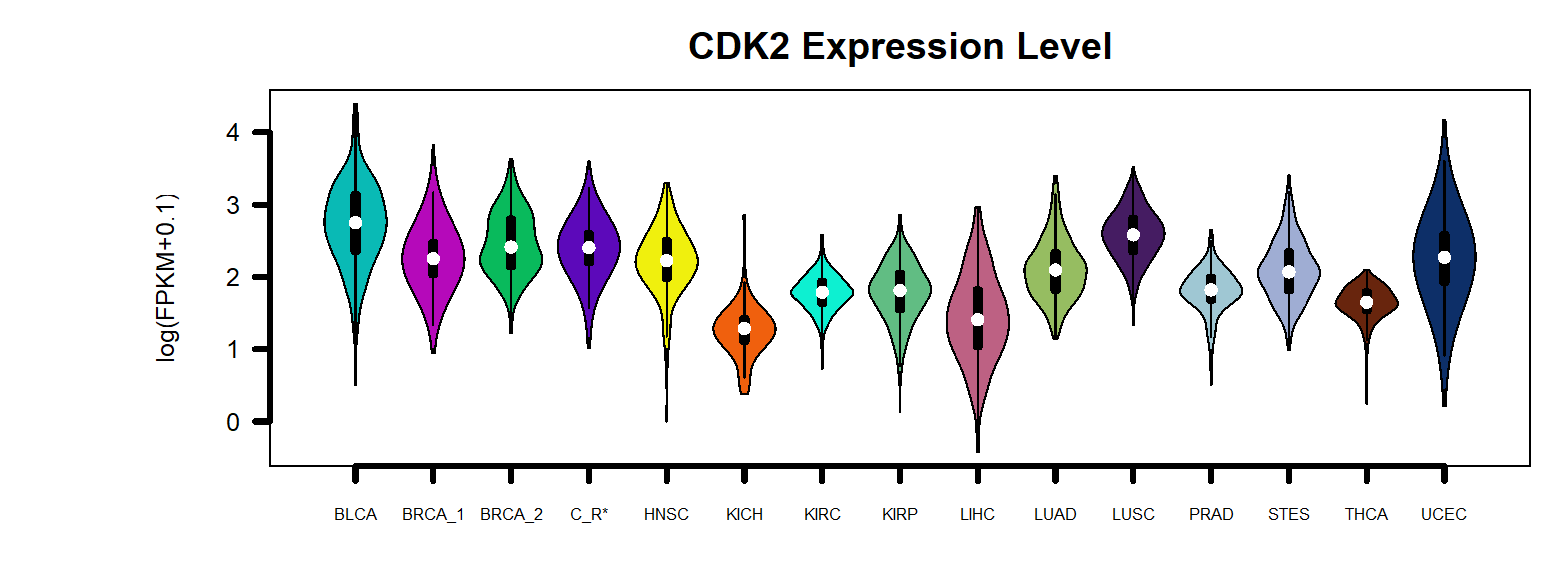 CDK2 Expression Level
log(FPKM+0.1)
4
3
2
1
0
BLCA BRCA_1 BRCA_2 C_R* HNSC KICH KIRC KIRP LIHC LUAD LUSC PRAD STES THCA UCEC